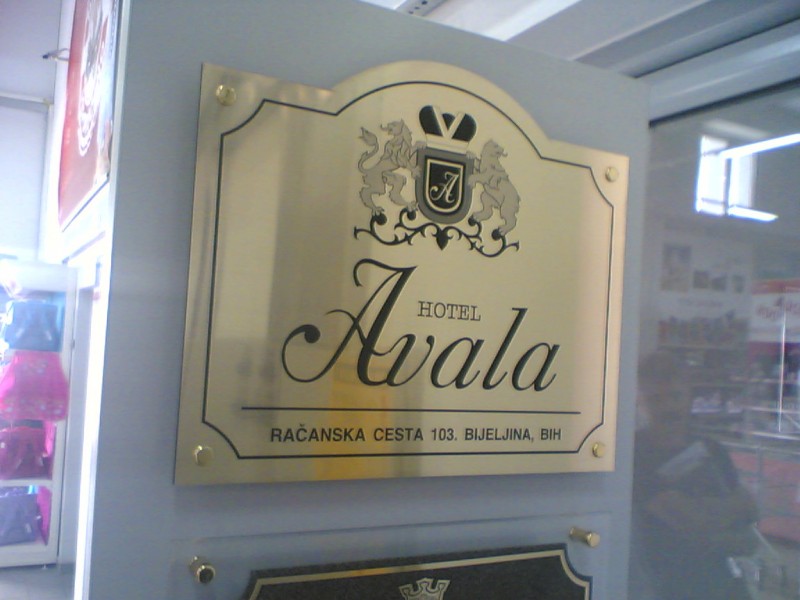 A
HOTEL
Avala
RAČANSKA CESTA 103. BIJELJINA, BIH